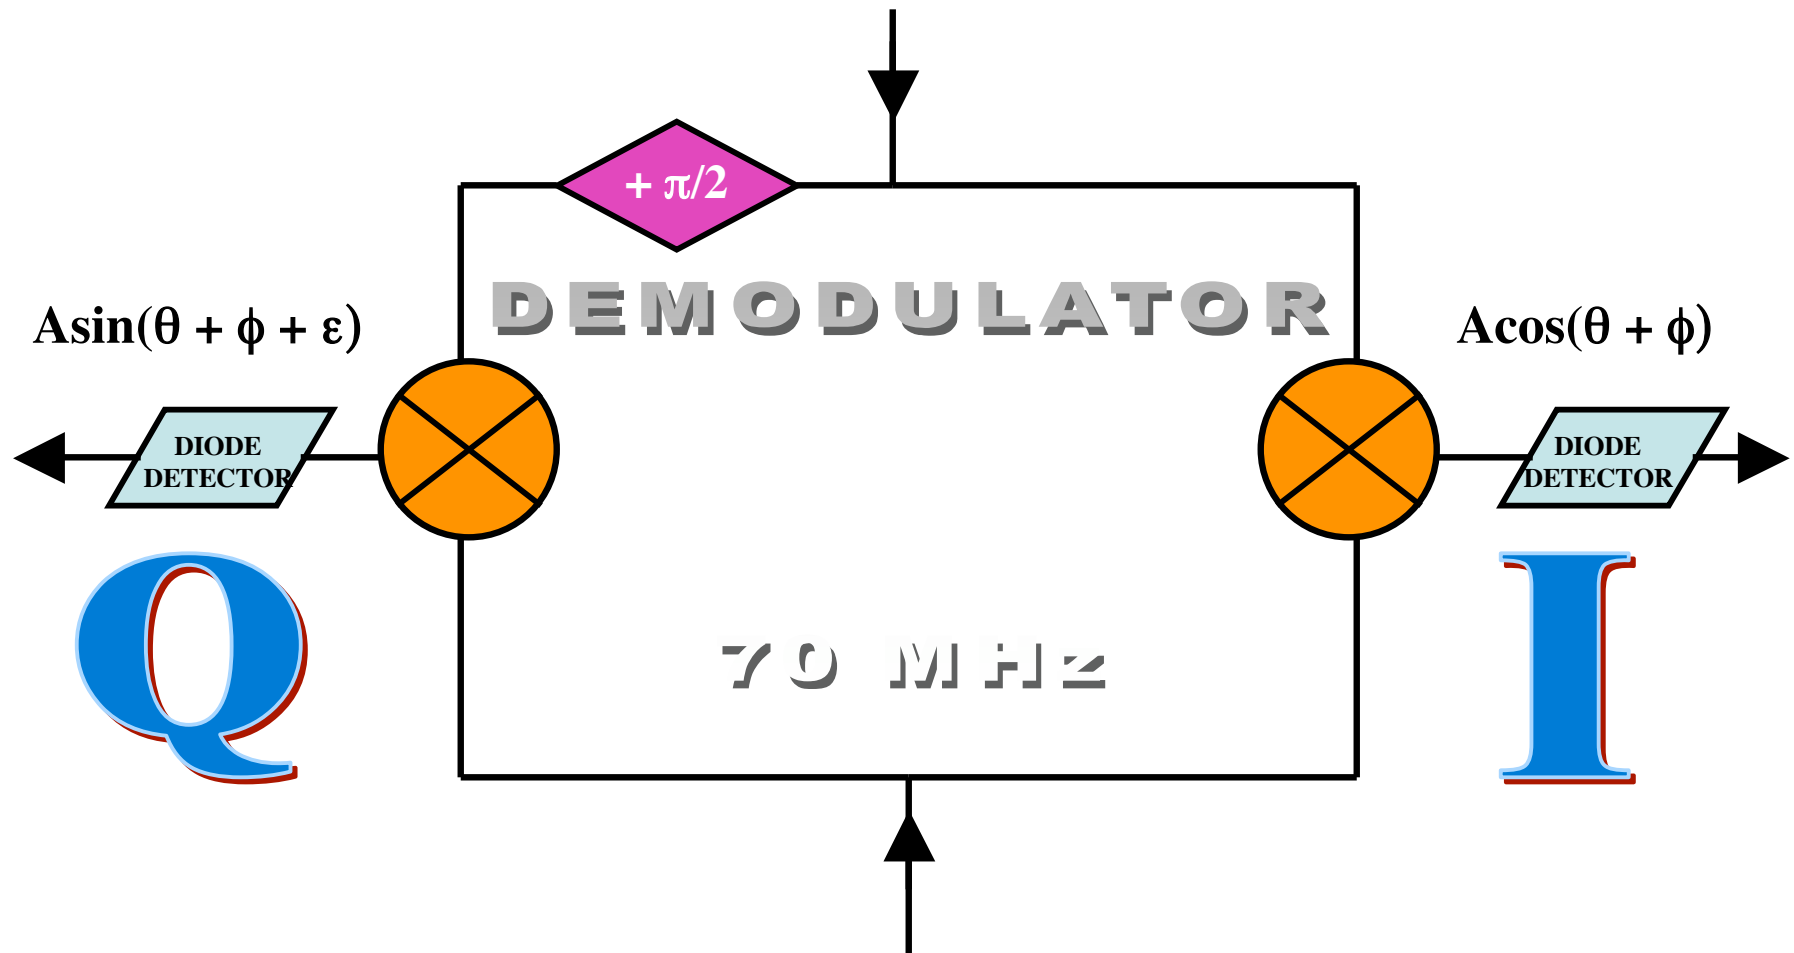 + π/2
DEMODULATOR
Asin(θ + ϕ + ε)
Acos(θ + ϕ)
DIODE
DETECTOR
DIODE
DETECTOR
Q
I
70 MHz